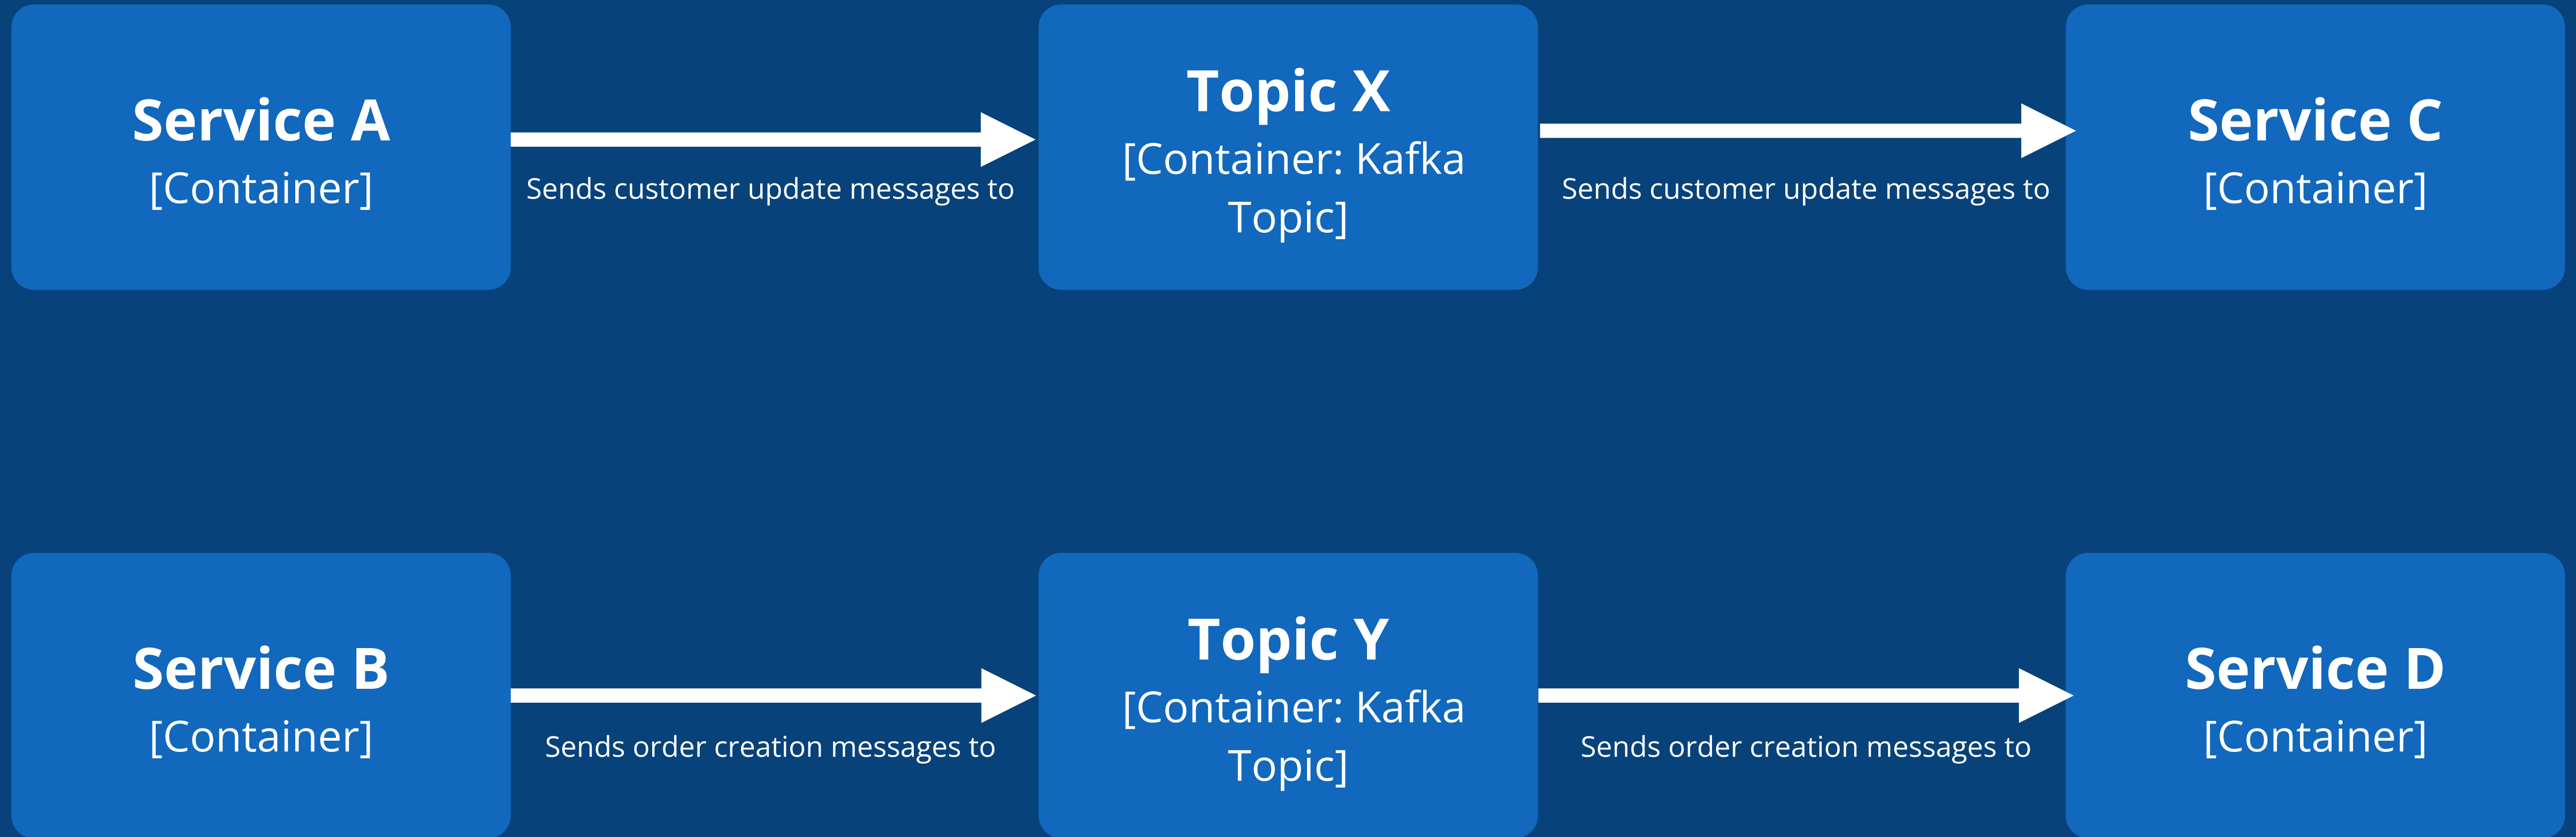 Service A
[Container]
Sends customer update messages to
Topic X
[Container: Kafka
Topic]
Sends customer update messages to
Service C
[Container]
Service B
[Container]
Sends order creation messages to
Topic Y
[Container: Kafka
Topic]
Sends order creation messages to
Service D
[Container]